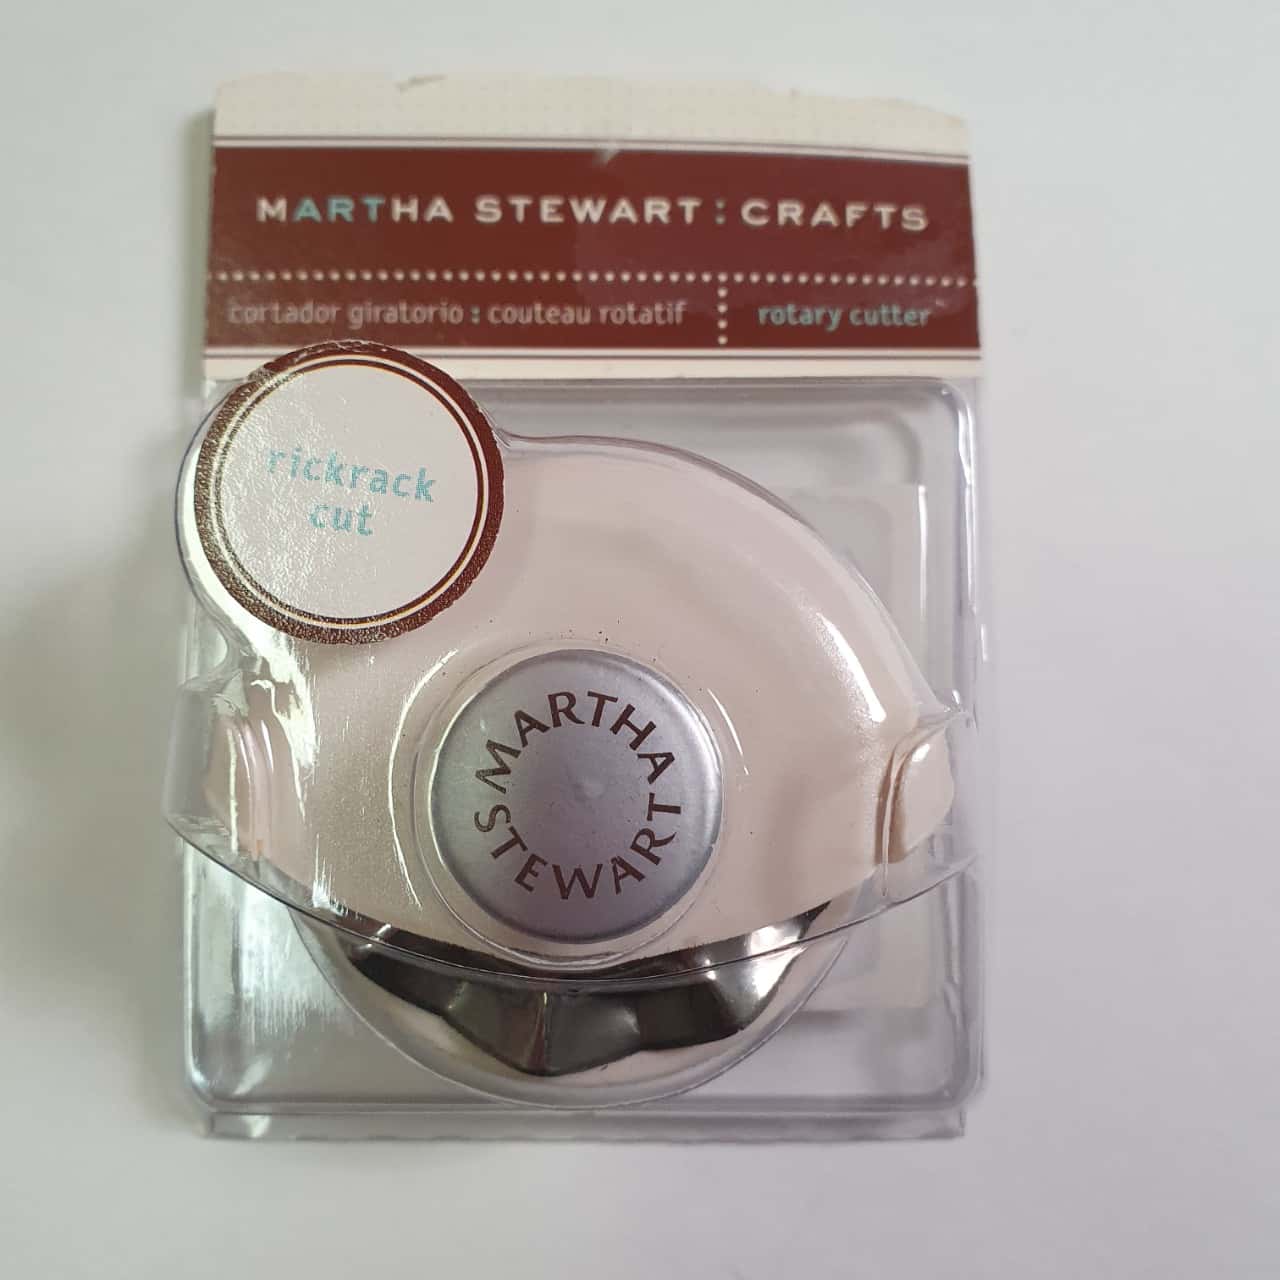 MARTHA STEWART : CRAFTS
cortador giratorio : couteau rotatif
rotary cutter
rickrack
cut
MARTHA
STEWART